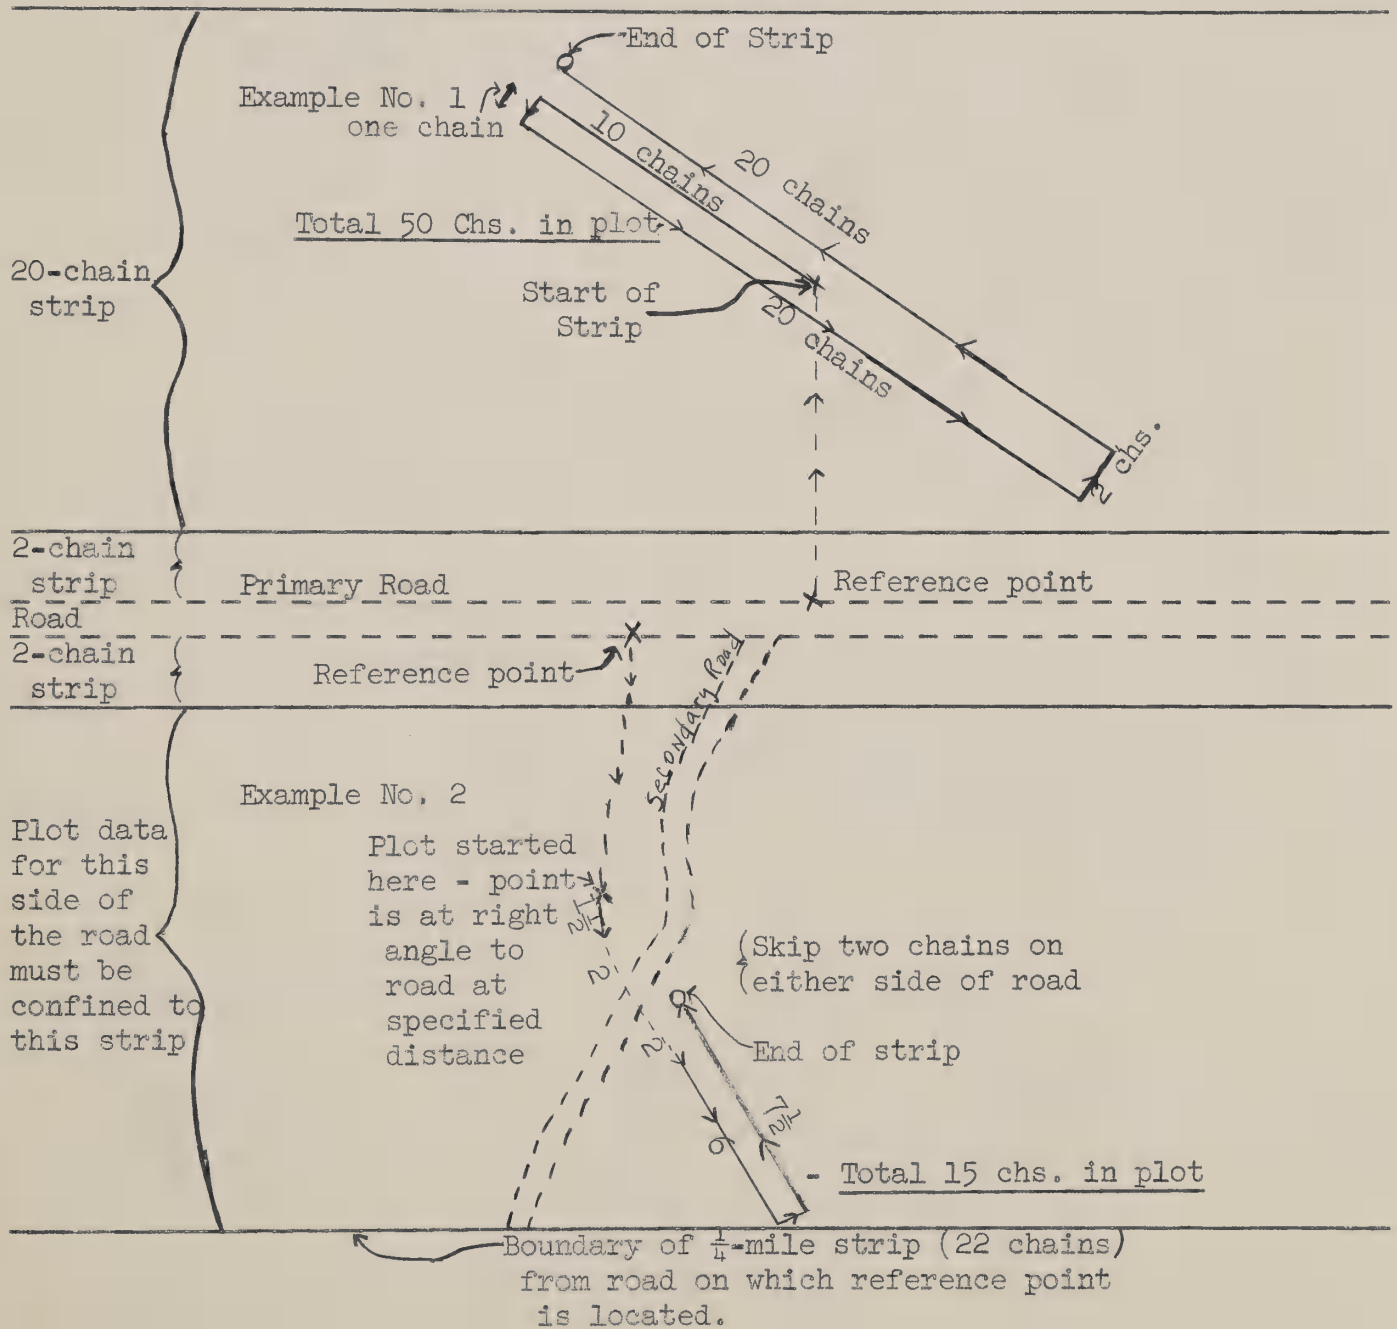 End of Strip
Example No. 1
one chain
10 chains
20 chains
Total 50 Chs. in plot
20-chain
strip
Start of
Strip
20 chains
2 chs.
2-chain
strip
Primary Road
Reference point
Road
2-chain
strip
Reference point
Secondary Road
Example No. 2
Plot data
for this
side of
the road
must be
confined to
this strip
Plot started
here - point
is at right
angle to
road at
specified
distance
1½
2
2
6
7½
(Skip two chains on
(either side of road
End of strip
- Total 15 chs. in plot
Boundary of ¼-mile strip (22 chains)
from road on which reference point
is located.